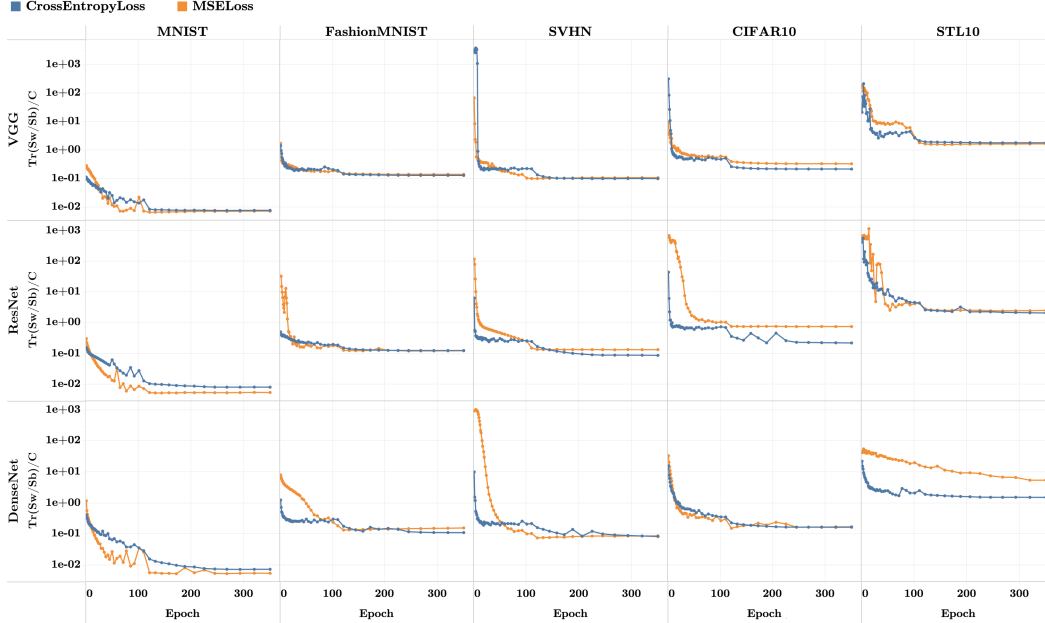 CrossEntropyLoss MSELoss
MNIST FashionMNIST SVHN CIFAR10 STL10
VGG
Tr(Sw/Sb)/C
1e+03
1e+02
1e+01
1e+00
1e-01
1e-02
ResNet
Tr(Sw/Sb)/C
1e+03
1e+02
1e+01
1e+00
1e-01
1e-02
DenseNet
Tr(Sw/Sb)/C
1e+03
1e+02
1e+01
1e+00
1e-01
1e-02
0 100 200 300 0 100 200 300 0 100 200 300 0 100 200 300 0 100 200 300
Epoch Epoch Epoch Epoch Epoch